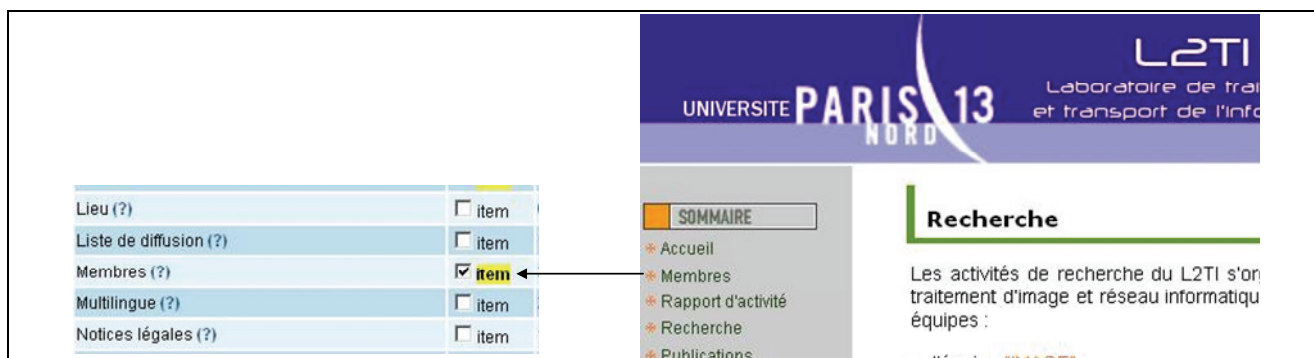 L2TI
Laboratoire de trai
et transport de l'info
UNIVERSITE PARIS 13
NORD
Lieu (?) item
Liste de diffusion (?) item
Membres (?) item
Multilingue (?) item
Notices légales (?) item
SOMMAIRE
Accueil
Membres
Rapport d'activité
Recherche
Publications
Recherche
Les activités de recherche du L2TI s'or
traitement d'image et réseau informatiqu
équipes :